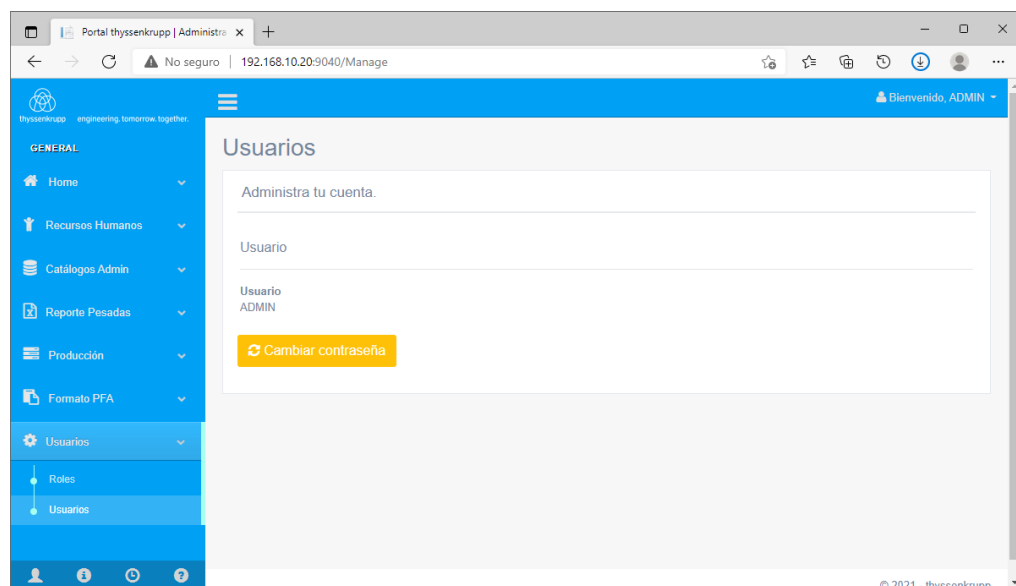 Portal thyssenkrupp | Administra
No seguro | 192.168.10.20:9040/Manage
thyssenkrupp engineering.tomorrow.together.
Bienvenido, ADMIN
GENERAL
Home
Recursos Humanos
Catálogos Admin
Reporte Pesadas
Producción
Formato PFA
Usuarios
Roles
Usuarios
Usuarios
Administra tu cuenta.
Usuario
Usuario
ADMIN
Cambiar contraseña
© 2021 - thyssenkrupp